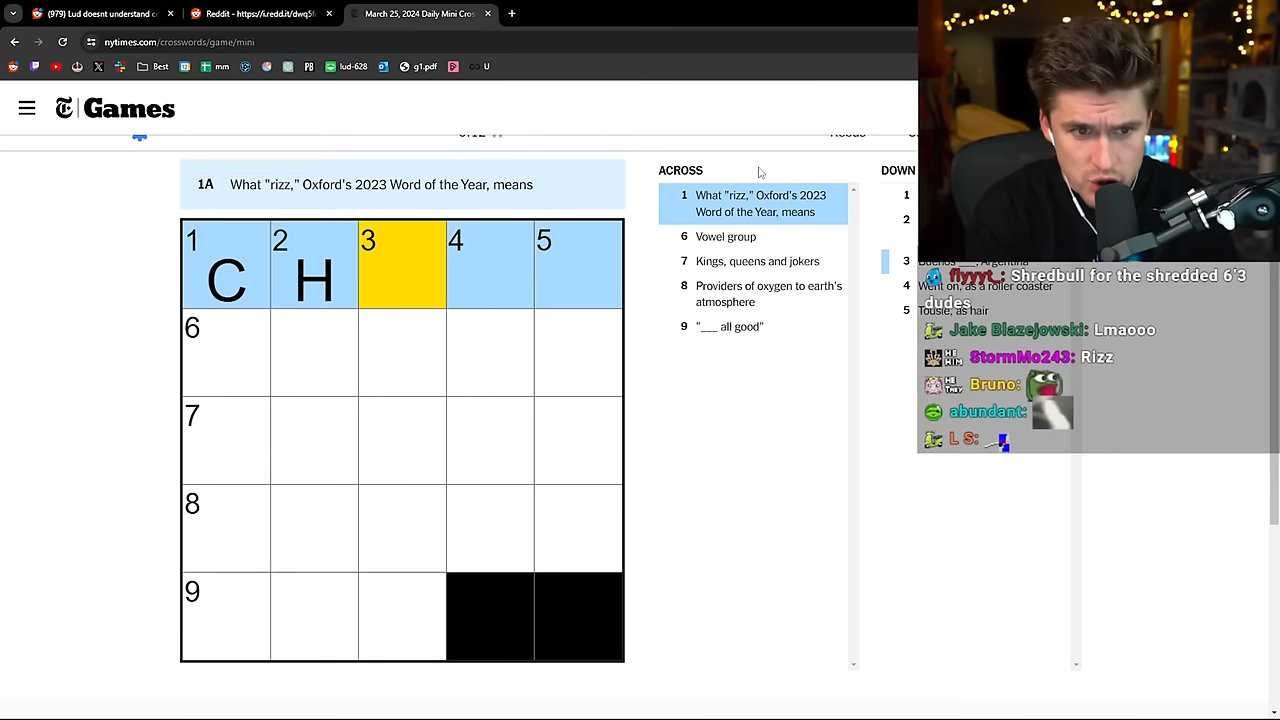 (979) Lud doesnt understand c
Reddit - https://i.redd.it/dwq5f
March 25, 2024 Daily Mini Cro
nytimes.com/crosswords/game/mini
Best
mm
lud-628
g1.pdf
U
Games
1A What "rizz," Oxford's 2023 Word of the Year, means
1 2 3 4 5
C H
6
7
8
9
ACROSS
1 What "rizz," Oxford's 2023
Word of the Year, means
6 Vowel group
7 Kings, queens and jokers
8 Providers of oxygen to earth's
atmosphere
9 "___ all good"
DOWN
1
2
3 Buenos ___, Argentina
4 Went on, as a roller coaster
5 Tousle, as hair
flyyyt_: Shredbull for the shredded 6'3
dudes
Jake Blazejowski: Lmaooo
StormMo243: Rizz
Bruno:
abundant:
L S: